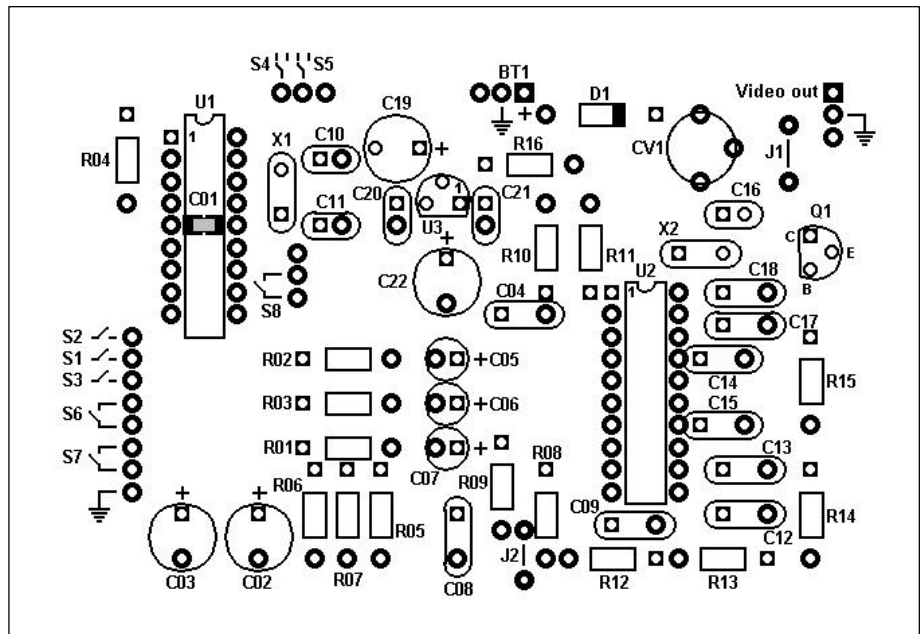 S4 S5
BT1
+
D1
Video out
U1
1
C19
+
R04
X1
C10
R16
CV1
J1
C01
C11
C20
1
U3
C21
C16
Q1
C
E
B
X2
R10
R11
C22
+
S8
C04
U2
1
C18
C17
S2
S1
S3
S6
S7
R02
+C05
C14
R15
R03
+C06
C15
R01
+
C07
R06
R05
R07
R09
R08
C13
C09
C12
R14
+
C03
+
C02
C08
J2
R12
R13